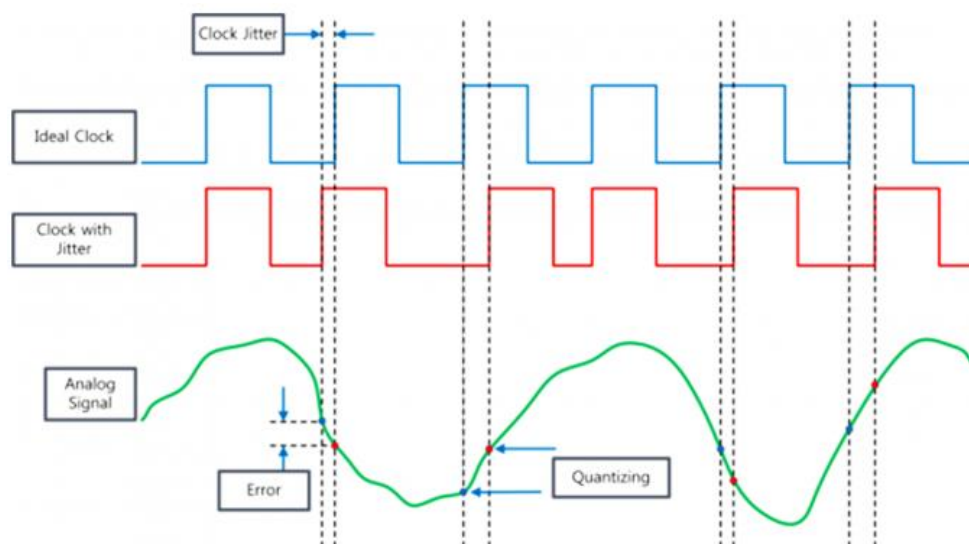 Clock Jitter
Ideal Clock
Clock with
Jitter
Analog
Signal
Error
Quantizing